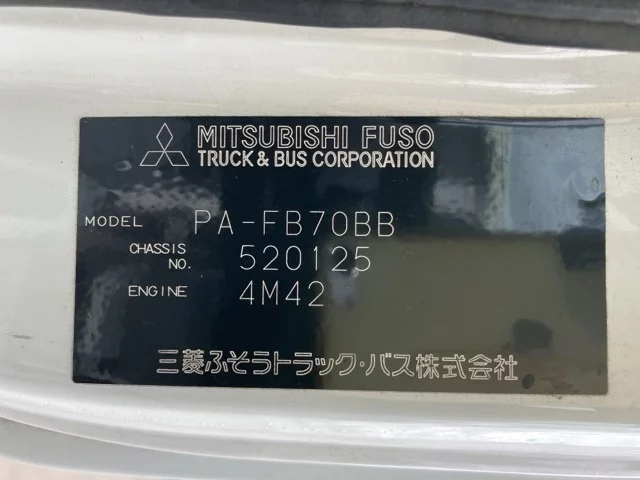 MITSUBISHI FUSO
TRUCK & BUS CORPORATION
MODEL PA-FB70BB
CHASSIS NO. 520125
ENGINE 4M42
三菱ふそうトラック・バス株式会社